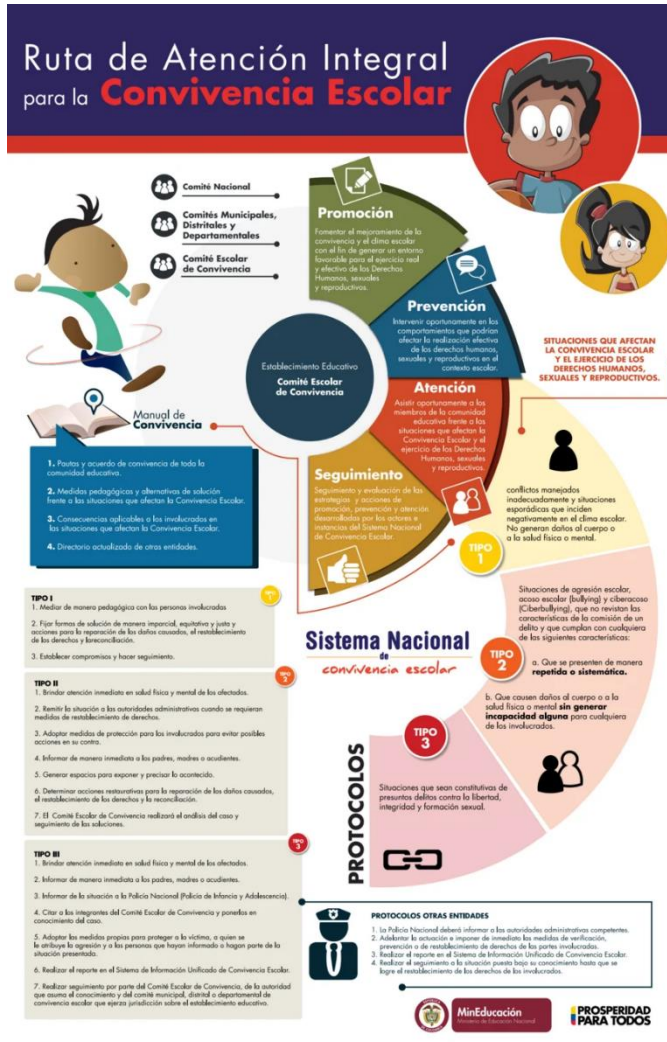 Ruta de Atención Integral
para la Convivencia Escolar
Comité Nacional
Comités Municipales,
Distritales y
Departamentales
Comité Escolar
de Convivencia
Promoción
Fomentar el mejoramiento de la
convivencia y el clima escolar
con el fin de generar un entorno
favorable para el ejercicio real
y efectivo de los Derechos
Humanos, sexuales
y reproductivos.
Prevención
Intervenir oportunamente en los
comportamientos que podrían
afectar la realización efectiva
de los derechos humanos,
sexuales y reproductivos en el
contexto escolar.
Establecimiento Educativo
Comité Escolar
de Convivencia
Atención
Asistir oportunamente a los
miembros de la comunidad
educativa frente a las
situaciones que afectan la
Convivencia Escolar y el
ejercicio de los Derechos
Humanos, sexuales
y reproductivos.
Seguimiento
Seguimiento y evaluación de las
estrategias y acciones de
promoción, prevención y atención
desarrolladas por los actores e
instancias del Sistema Nacional
de Convivencia Escolar
Manual de
Convivencia
1. Pautas y acuerdo de convivencia de toda la
comunidad educativa.
2. Medidas pedagógicas y alternativas de solución
frente a las situaciones que afectan la Convivencia Escolar.
3. Consecuencias aplicables a los involucrados en
las situaciones que afectan la Convivencia Escolar.
4. Directorio actualizado de otras entidades.
SITUACIONES QUE AFECTAN
LA CONVIVENCIA ESCOLAR
Y EL EJERCICIO DE LOS
DERECHOS HUMANOS,
SEXUALES Y REPRODUCTIVOS.
TIPO
1
conflictos manejados
inadecuadamente y situaciones
esporádicas que inciden
negativamente en el clima escolar.
No generan daños al cuerpo o
a la salud física o mental.
TIPO
2
Situaciones de agresión escolar,
acoso escolar (bullying) y ciberacoso
(Ciberbullying), que no revistan las
características de la comisión de un
delito y que cumplan con cualquiera
de las siguientes características:
a. Que se presenten de manera
repetida o sistemática.
b. Que causen daños al cuerpo o a la
salud física o mental sin generar
incapacidad alguna para cualquiera
de los involucrados.
TIPO
3
Situaciones que sean constitutivas de
presuntos delitos contra la libertad,
integridad y formación sexual.
Sistema Nacional
de
convivencia escolar
PROTOCOLOS
TIPO I
TIPO
1
1. Mediar de manera pedagógica con las personas involucradas
2. Fijar formas de solución de manera imparcial, equitativa y justa y
acciones para la reparación de los daños causados, el restablecimiento
de los derechos y lareconciliación.
3. Establecer compromisos y hacer seguimiento.
TIPO II
TIPO
2
1. Brindar atención inmediata en salud física y mental de los afectados.
2. Remitir la situación a las autoridades administrativas cuando se requieran
medidas de restablecimiento de derechos.
3. Adoptar medidas de protección para los involucrados para evitar posibles
acciones en su contra.
4. Informar de manera inmediata a los padres, madres o acudientes.
5. Generar espacios para exponer y precisar lo acontecido.
6. Determinar acciones restaurativas para la reparación de los daños causados,
el restablecimiento de los derechos y la reconciliación.
7. El Comité Escolar de Convivencia realizará el análisis del caso y
seguimiento de las soluciones.
TIPO III
TIPO
3
1. Brindar atención inmediata en salud física y mental de los afectados.
2. Informar de manera inmediata a los padres, madres o acudientes.
3. Informar de la situación a la Policía Nacional (Policía de Infancia y Adolescencia).
4. Citar a los integrantes del Comité Escolar de Convivencia y ponerlos en
conocimiento del caso.
5. Adoptar las medidas propias para proteger a la víctima, a quien se
le atribuye la agresión y a las personas que hayan informado o hagan parte de la
situación presentada.
6. Realizar el reporte en el Sistema de Información Unificado de Convivencia Escolar.
7. Realizar seguimiento por parte del Comité Escolar de Convivencia, de la autoridad
que asuma el conocimiento y del comité municipal, distrital o departamental de
convivencia escolar que ejerza jurisdicción sobre el establecimiento educativo.
PROTOCOLOS OTRAS ENTIDADES
1. La Policía Nacional deberá informar a las autoridades administrativas competentes.
2. Adelantar la actuación e imponer de inmediato las medidas de verificación,
prevención o de restablecimiento de derechos de las partes involucradas.
3. Realizar el reporte en el Sistema de Información Unificado de Convivencia Escolar.
4. Realizar el seguimiento a la situación puesta bajo su conocimiento hasta que se
logre el restablecimiento de los derechos de los involucrados.
MinEducación
Ministerio de Educación Nacional
PROSPERIDAD
PARA TODOS